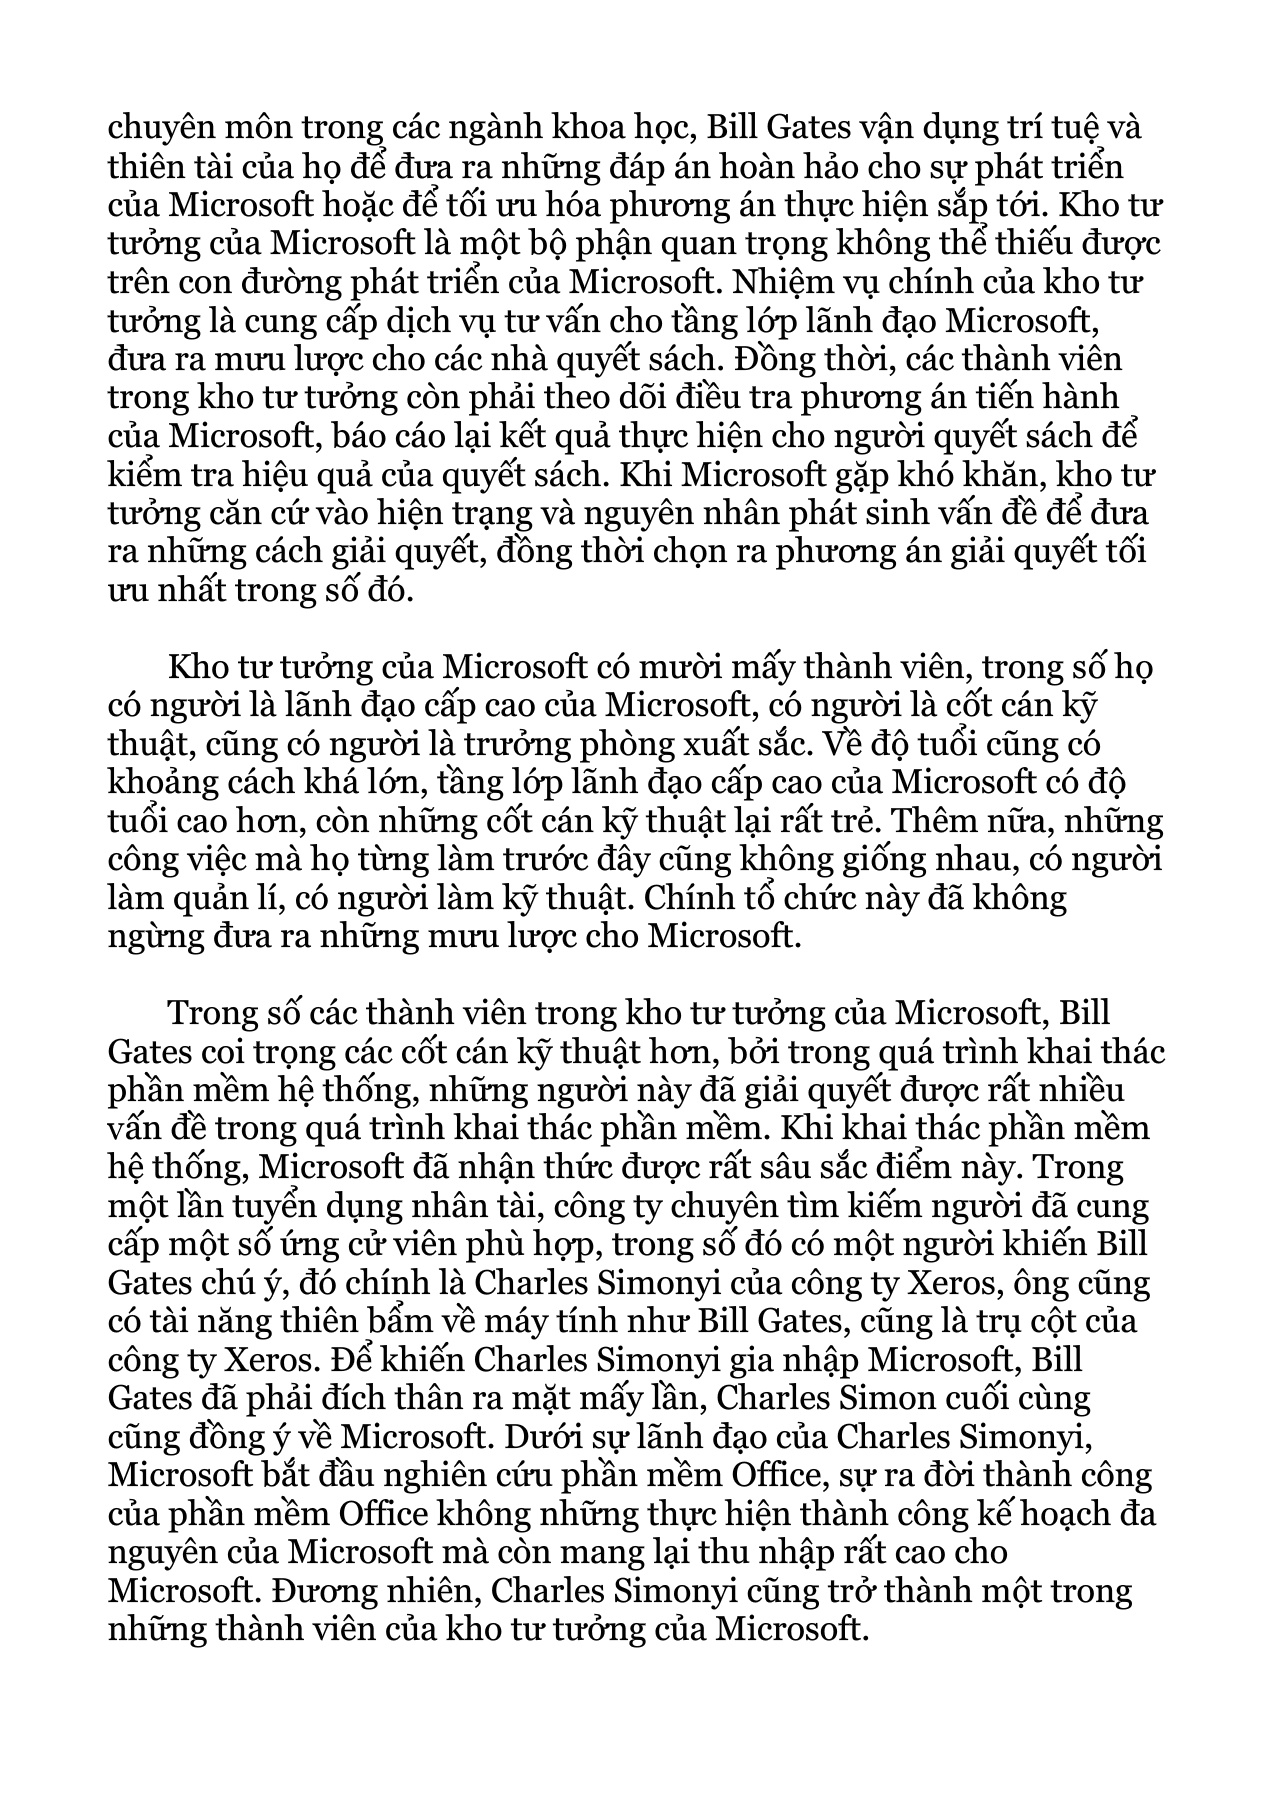 chuyên môn trong các ngành khoa học, Bill Gates vận dụng trí tuệ và
thiên tài của họ để đưa ra những đáp án hoàn hảo cho sự phát triển
của Microsoft hoặc để tối ưu hóa phương án thực hiện sắp tới. Kho tư
tưởng của Microsoft là một bộ phận quan trọng không thể thiếu được
trên con đường phát triển của Microsoft. Nhiệm vụ chính của kho tư
tưởng là cung cấp dịch vụ tư vấn cho tầng lớp lãnh đạo Microsoft,
đưa ra mưu lược cho các nhà quyết sách. Đồng thời, các thành viên
trong kho tư tưởng còn phải theo dõi điều tra phương án tiến hành
của Microsoft, báo cáo lại kết quả thực hiện cho người quyết sách để
kiểm tra hiệu quả của quyết sách. Khi Microsoft gặp khó khăn, kho tư
tưởng căn cứ vào hiện trạng và nguyên nhân phát sinh vấn đề để đưa
ra những cách giải quyết, đồng thời chọn ra phương án giải quyết tối
ưu nhất trong số đó.
Kho tư tưởng của Microsoft có mười mấy thành viên, trong số họ
có người là lãnh đạo cấp cao của Microsoft, có người là cốt cán kỹ
thuật, cũng có người là trưởng phòng xuất sắc. Về độ tuổi cũng có
khoảng cách khá lớn, tầng lớp lãnh đạo cấp cao của Microsoft có độ
tuổi cao hơn, còn những cốt cán kỹ thuật lại rất trẻ. Thêm nữa, những
công việc mà họ từng làm trước đây cũng không giống nhau, có người
làm quản lí, có người làm kỹ thuật. Chính tổ chức này đã không
ngừng đưa ra những mưu lược cho Microsoft.
Trong số các thành viên trong kho tư tưởng của Microsoft, Bill
Gates coi trọng các cốt cán kỹ thuật hơn, bởi trong quá trình khai thác
phần mềm hệ thống, những người này đã giải quyết được rất nhiều
vấn đề trong quá trình khai thác phần mềm. Khi khai thác phần mềm
hệ thống, Microsoft đã nhận thức được rất sâu sắc điểm này. Trong
một lần tuyển dụng nhân tài, công ty chuyên tìm kiếm người đã cung
cấp một số ứng cử viên phù hợp, trong số đó có một người khiến Bill
Gates chú ý, đó chính là Charles Simonyi của công ty Xeros, ông cũng
có tài năng thiên bẩm về máy tính như Bill Gates, cũng là trụ cột của
công ty Xeros. Để khiến Charles Simonyi gia nhập Microsoft, Bill
Gates đã phải đích thân ra mặt mấy lần, Charles Simon cuối cùng
cũng đồng ý về Microsoft. Dưới sự lãnh đạo của Charles Simonyi,
Microsoft bắt đầu nghiên cứu phần mềm Office, sự ra đời thành công
của phần mềm Office không những thực hiện thành công kế hoạch đa
nguyên của Microsoft mà còn mang lại thu nhập rất cao cho
Microsoft. Đương nhiên, Charles Simonyi cũng trở thành một trong
những thành viên của kho tư tưởng của Microsoft.